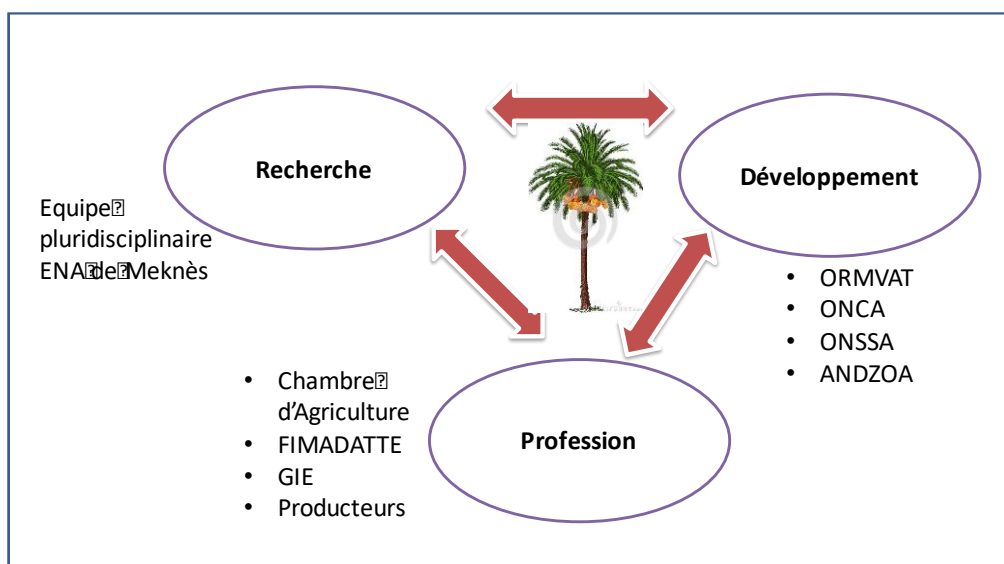 Recherche
Equipe
pluridisciplinaire
ENA de Meknès
Développement
• ORMVAT
• ONCA
• ONSSA
• ANDZOA
• Chambre
d'Agriculture
• FIMADATTE
• GIE
• Producteurs
Profession